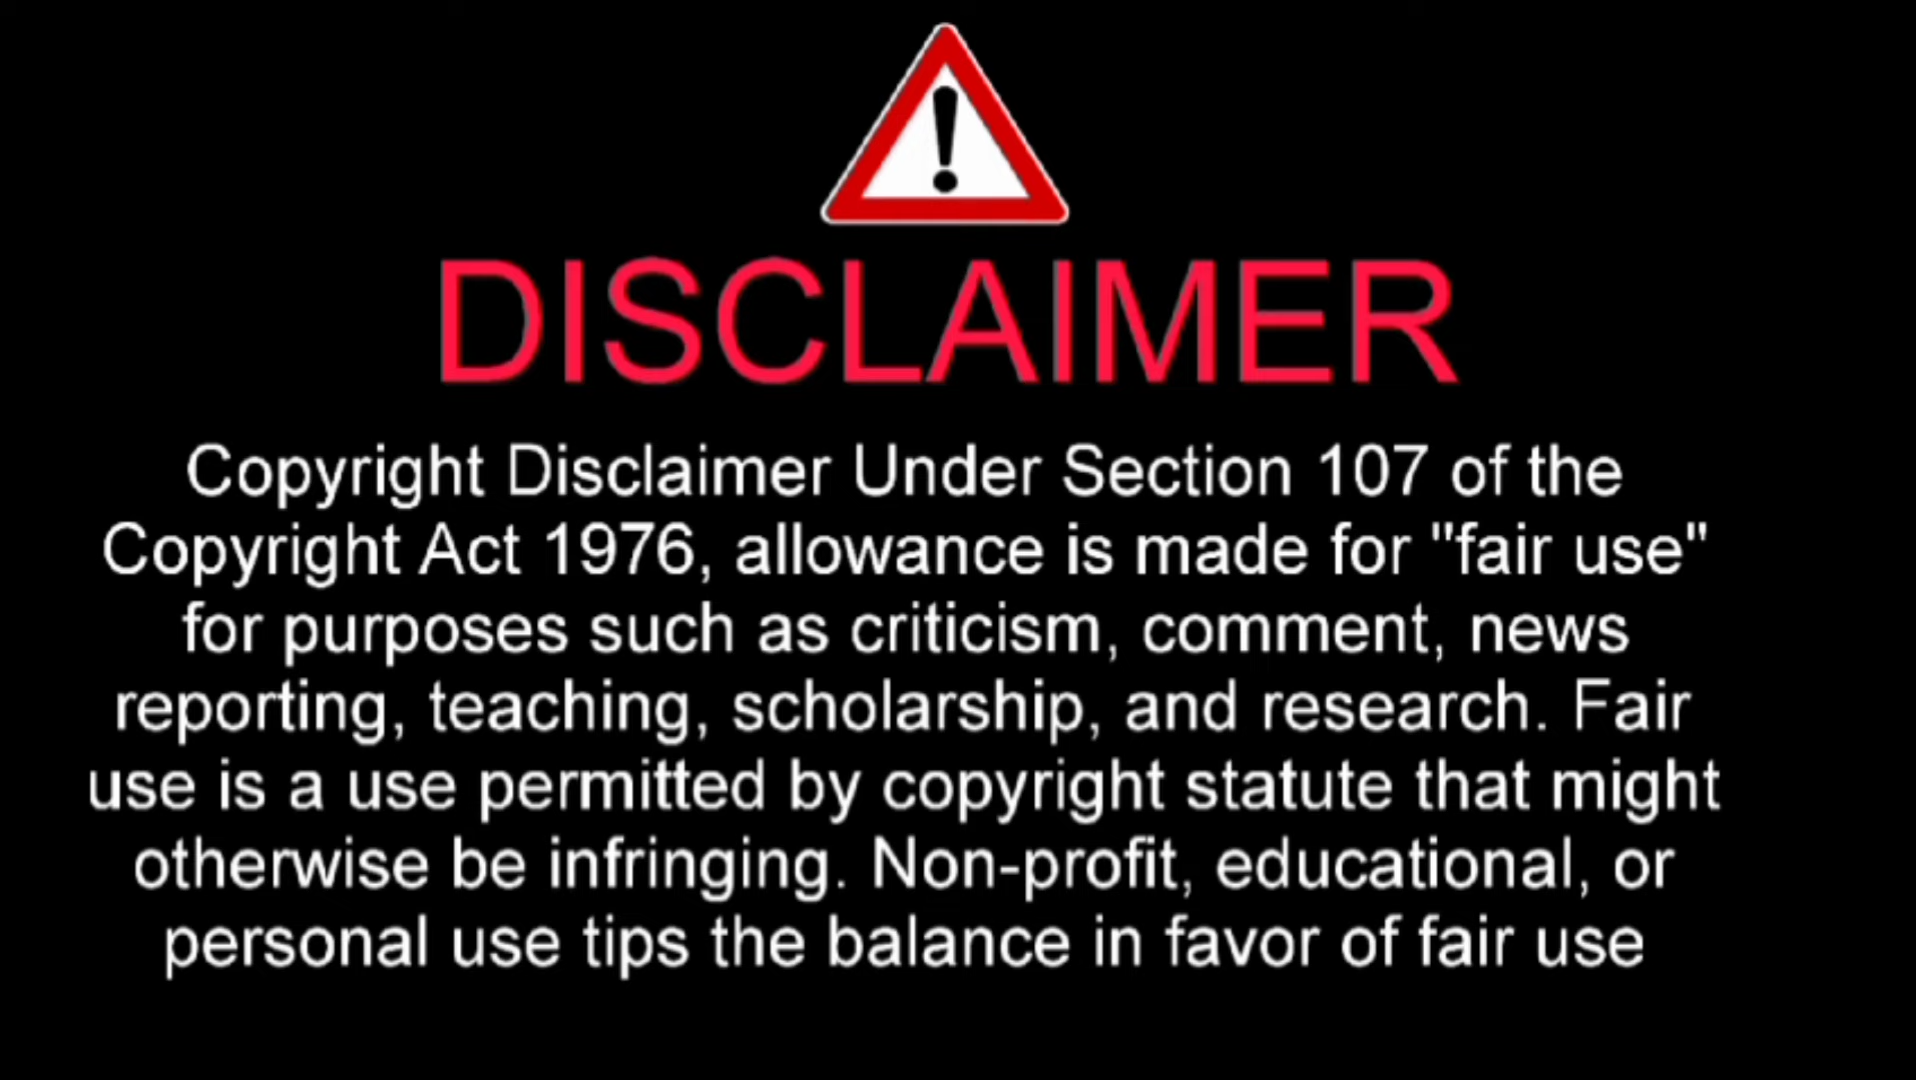 DISCLAIMER
Copyright Disclaimer Under Section 107 of the
Copyright Act 1976, allowance is made for "fair use"
for purposes such as criticism, comment, news
reporting, teaching, scholarship, and research. Fair
use is a use permitted by copyright statute that might
otherwise be infringing. Non-profit, educational, or
personal use tips the balance in favor of fair use